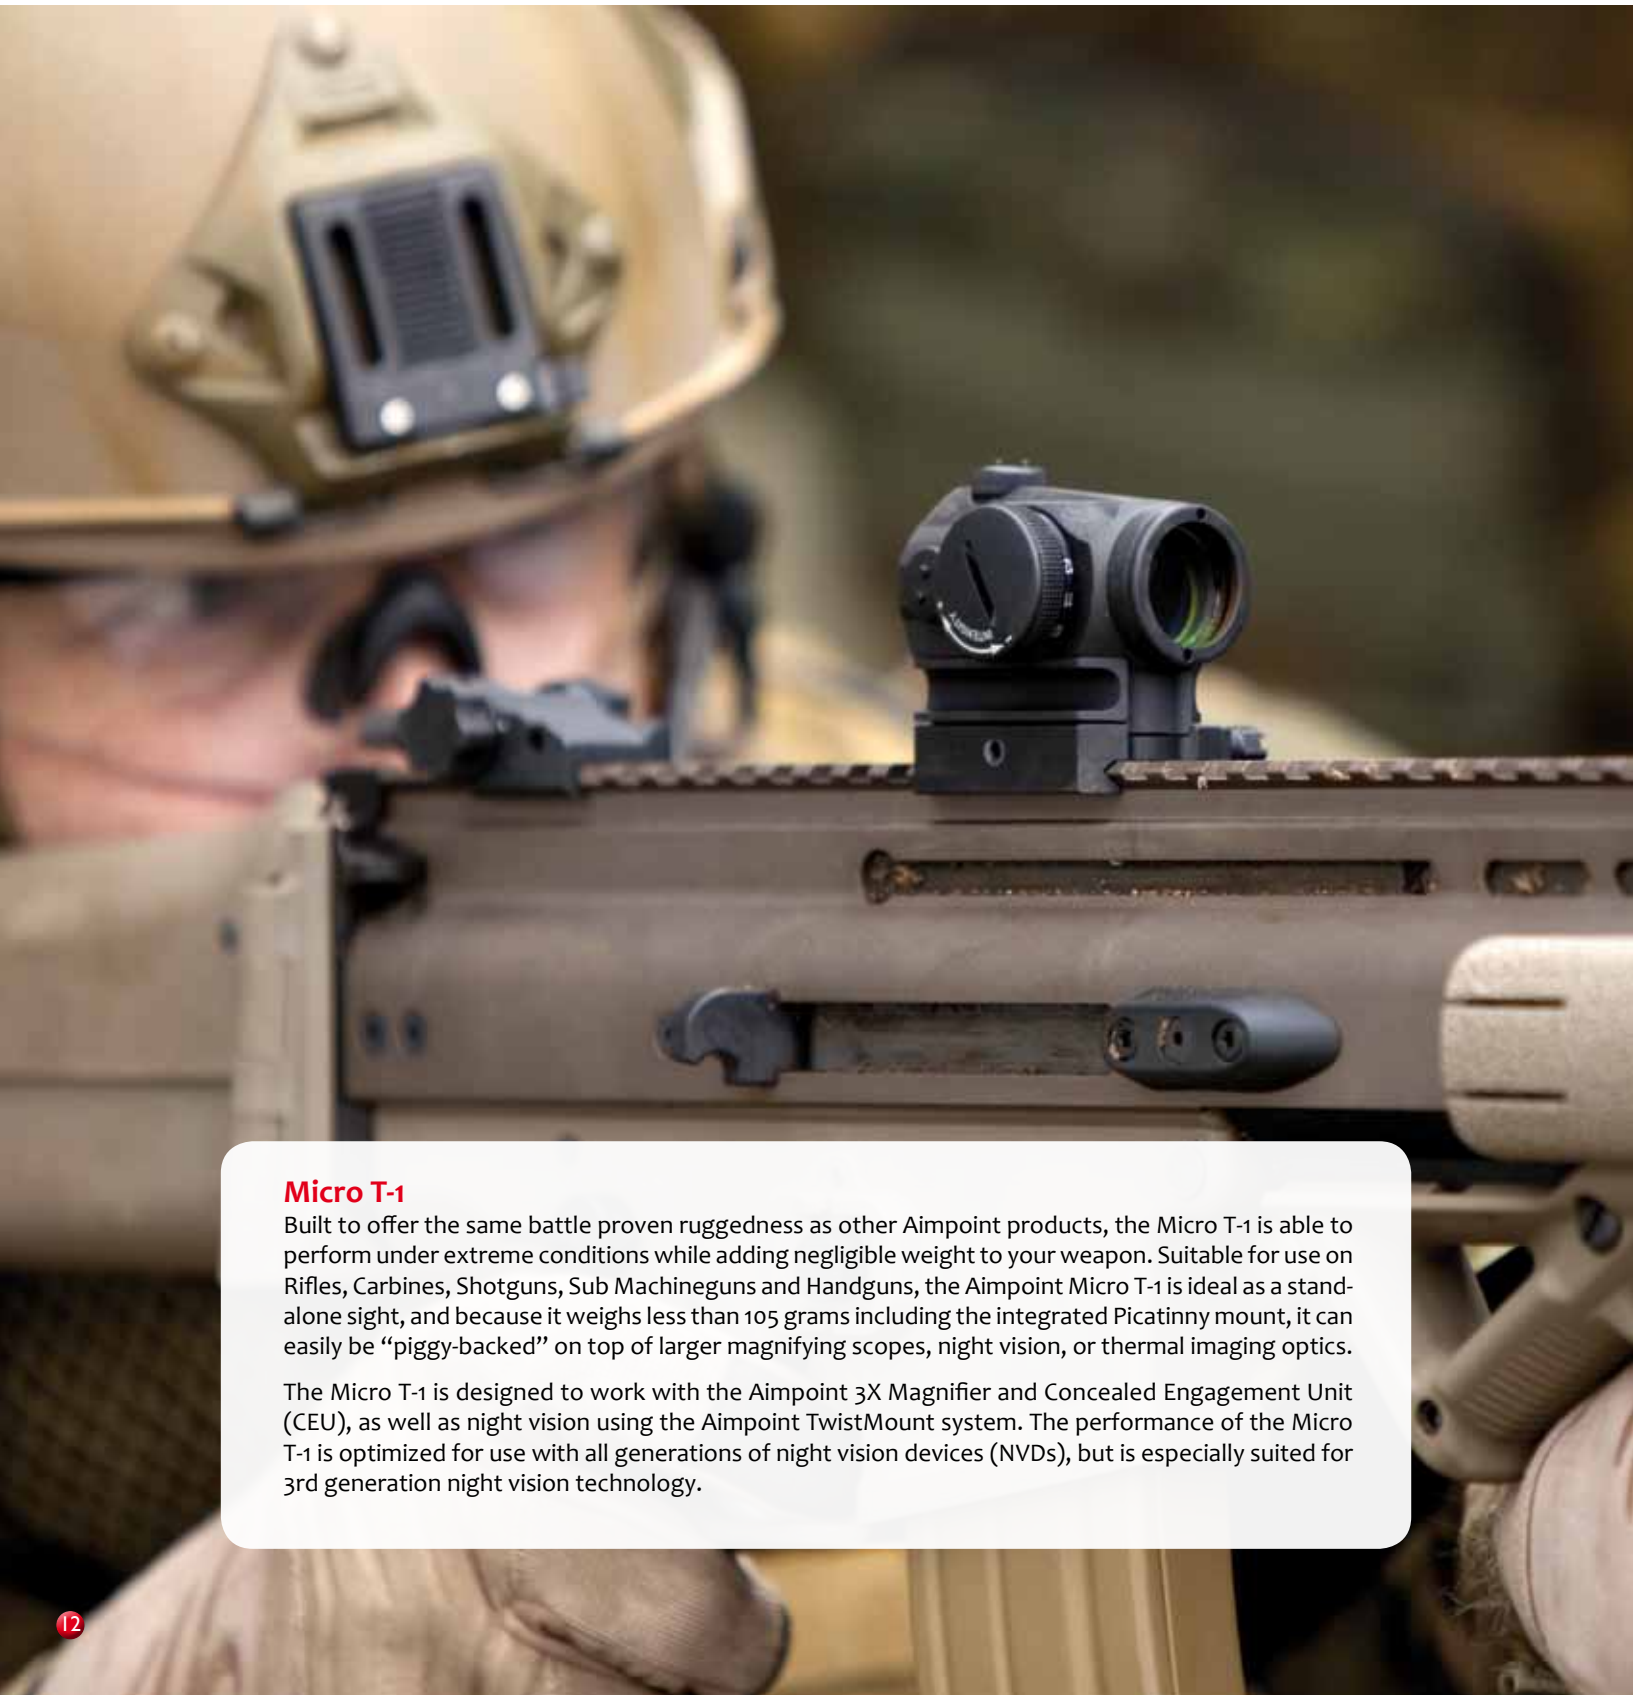 INTENSITY
Micro T-1
Built to offer the same battle proven ruggedness as other Aimpoint products, the Micro T-1 is able to
perform under extreme conditions while adding negligible weight to your weapon. Suitable for use on
Rifles, Carbines, Shotguns, Sub Machineguns and Handguns, the Aimpoint Micro T-1 is ideal as a stand-
alone sight, and because it weighs less than 105 grams including the integrated Picatinny mount, it can
easily be “piggy-backed” on top of larger magnifying scopes, night vision, or thermal imaging optics.
The Micro T-1 is designed to work with the Aimpoint 3X Magnifier and Concealed Engagement Unit
(CEU), as well as night vision using the Aimpoint TwistMount system. The performance of the Micro
T-1 is optimized for use with all generations of night vision devices (NVDs), but is especially suited for
3rd generation night vision technology.
12